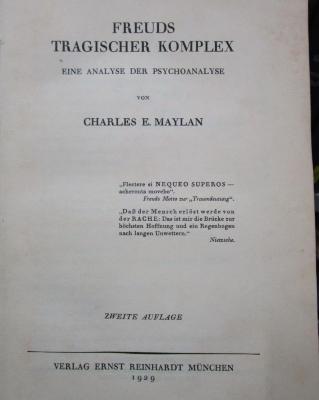 FREUDS
TRAGISCHER KOMPLEX
EINE ANALYSE DER PSYCHOANALYSE
VON
CHARLES E. MAYLAN
„Flectere si NEQUEO SUPEROS —
acheronta movebo“.
Freuds Motto zur „Traumdeutung“.
„Daß der Mensch erlöst werde von
der RACHE: Das ist mir die Brücke zur
höchsten Hoffnung und ein Regenbogen
nach langen Unwettern.“
Nietzsche.
ZWEITE AUFLAGE
VERLAG ERNST REINHARDT MÜNCHEN
1929